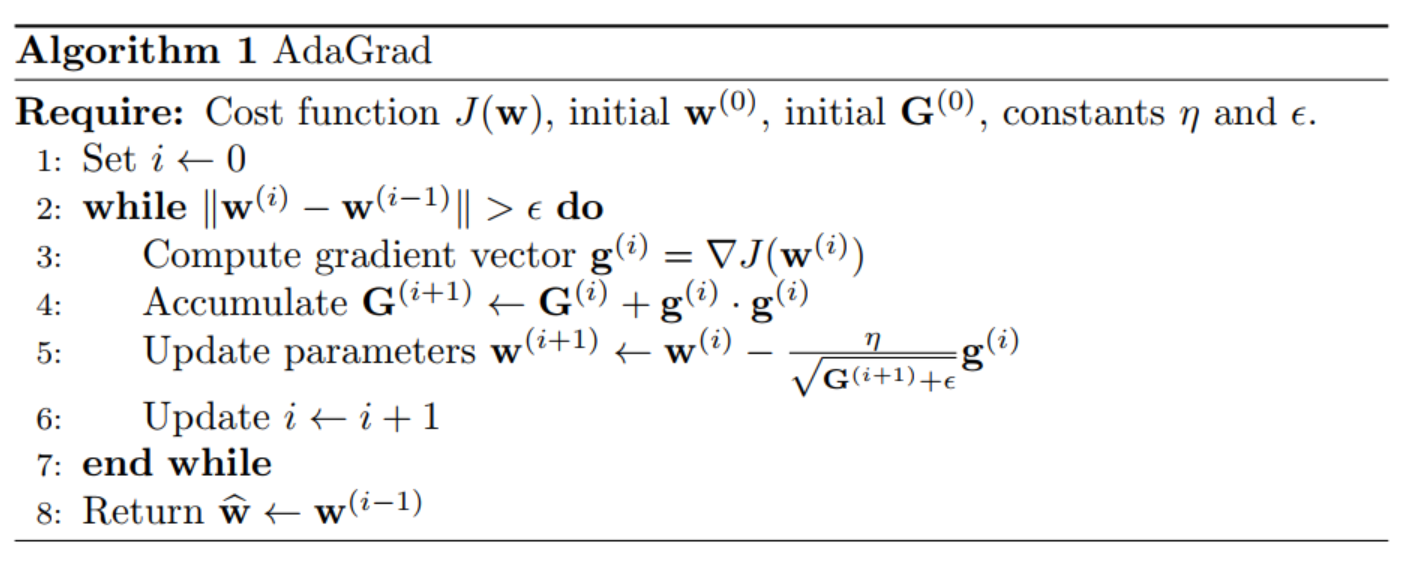 Algorithm 1 AdaGrad
Require: Cost function J(w), initial w^(0), initial G^(0), constants η and ϵ.
1: Set i ← 0
2: while ‖w^(i) − w^(i−1)‖ > ϵ do
3: Compute gradient vector g^(i) = ∇J(w^(i))
4: Accumulate G^(i+1) ← G^(i) + g^(i) · g^(i)
5: Update parameters w^(i+1) ← w^(i) − η/√(G^(i+1)+ϵ) g^(i)
6: Update i ← i + 1
7: end while
8: Return ŵ ← w^(i−1)